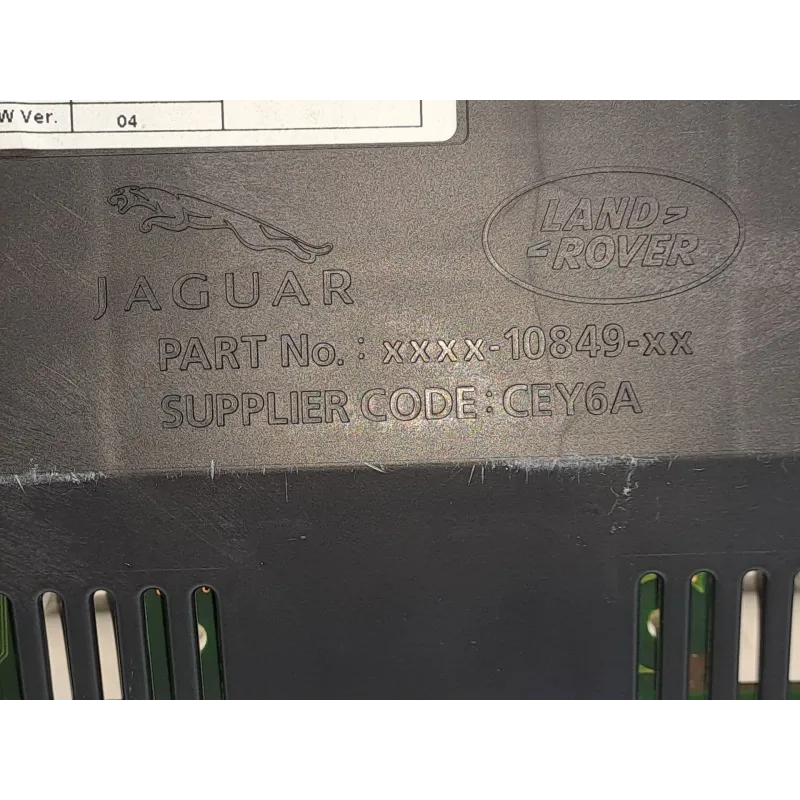 W Ver. 04
JAGUAR
LAND
ROVER
PART No.: xxxx-10849-xx
SUPPLIER CODE: CEY6A